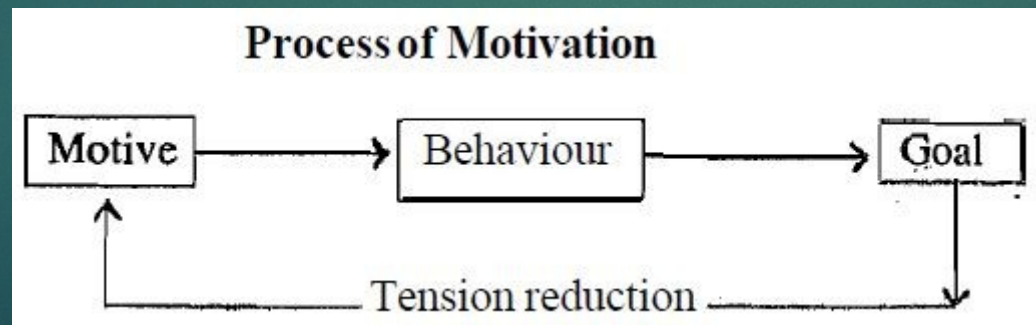 Process of Motivation
Motive
Behaviour
Goal
Tension reduction